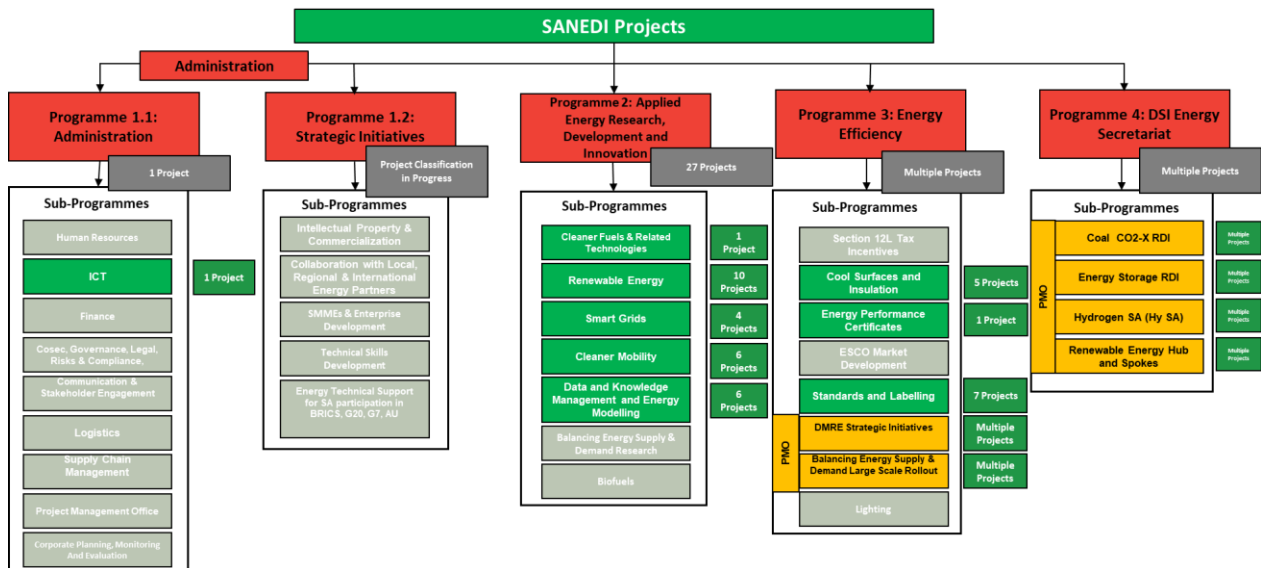 SANEDI Projects
Administration
Programme 1.1:
Administration
1 Project
Sub-Programmes
Human Resources
ICT
1 Project
Finance
Cosec, Governance, Legal,
Risks & Compliance,
Communication &
Stakeholder Engagement
Logistics
Supply Chain
Management
Project Management Office
Corporate Planning, Monitoring
And Evaluation
Programme 1.2:
Strategic Initiatives
Project Classification
in Progress
Sub-Programmes
Intellectual Property &
Commercialization
Collaboration with Local,
Regional & International
Energy Partners
SMMEs & Enterprise
Development
Technical Skills
Development
Energy Technical Support
for SA participation in
BRICS, G20, G7, AU
Programme 2: Applied
Energy Research,
Development and
Innovation
27 Projects
Sub-Programmes
Cleaner Fuels & Related
Technologies
1
Project
Renewable Energy
10
Projects
Smart Grids
4
Projects
Cleaner Mobility
6
Projects
Data and Knowledge
Management and Energy
Modelling
6
Projects
Balancing Energy Supply &
Demand Research
Biofuels
Programme 3: Energy
Efficiency
Multiple Projects
Sub-Programmes
Section 12L Tax
Incentives
Cool Surfaces and
Insulation
5 Projects
Energy Performance
Certificates
1 Project
ESCO Market
Development
Standards and Labelling
7 Projects
PMO
DMRE Strategic Initiatives
Multiple
Projects
Balancing Energy Supply &
Demand Large Scale Rollout
Multiple
Projects
Lighting
Programme 4: DSI Energy
Secretariat
Multiple Projects
Sub-Programmes
PMO
Coal CO2-X RDI
Multiple
Projects
Energy Storage RDI
Multiple
Projects
Hydrogen SA (Hy SA)
Multiple
Projects
Renewable Energy Hub
and Spokes
Multiple
Projects